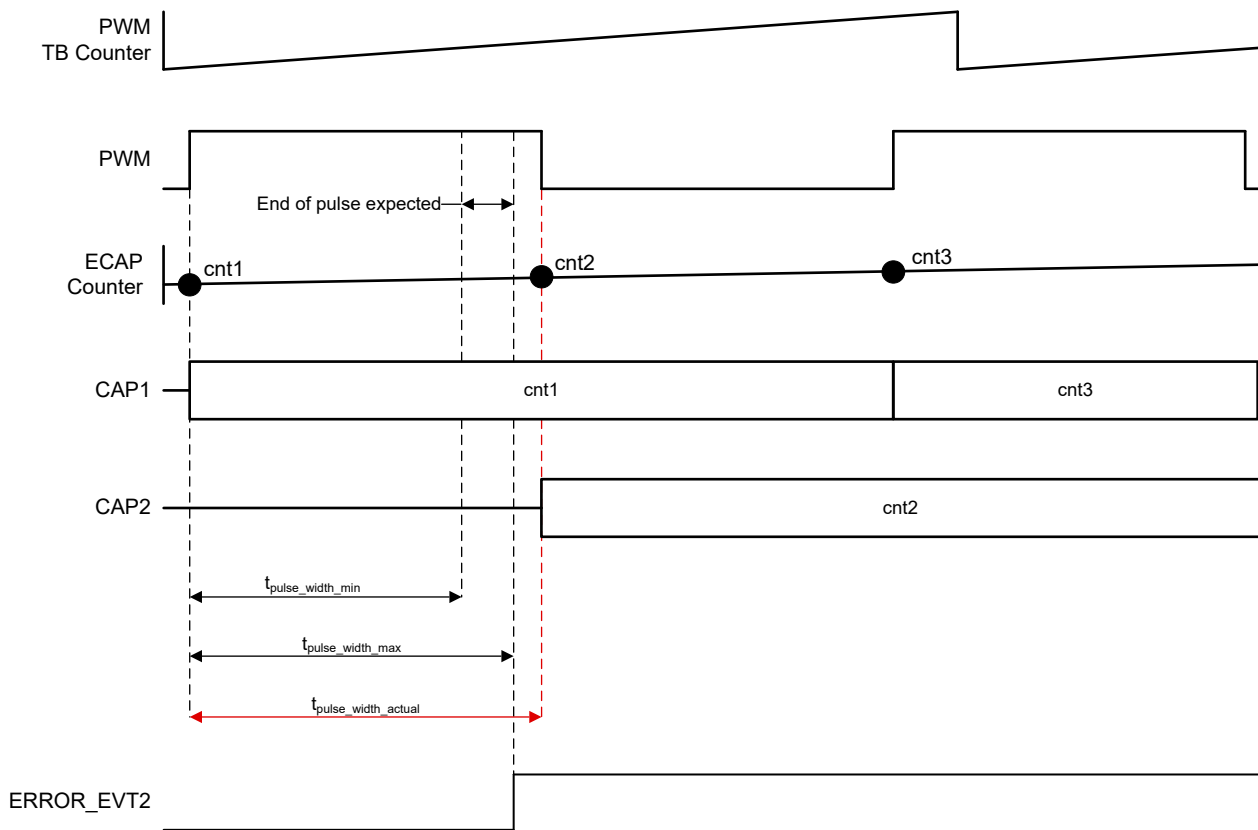 PWM
TB Counter
PWM
End of pulse expected
ECAP
Counter
cnt1
cnt2
cnt3
CAP1
cnt1
cnt3
CAP2
cnt2
tpulse_width_min
tpulse_width_max
tpulse_width_actual
ERROR_EVT2